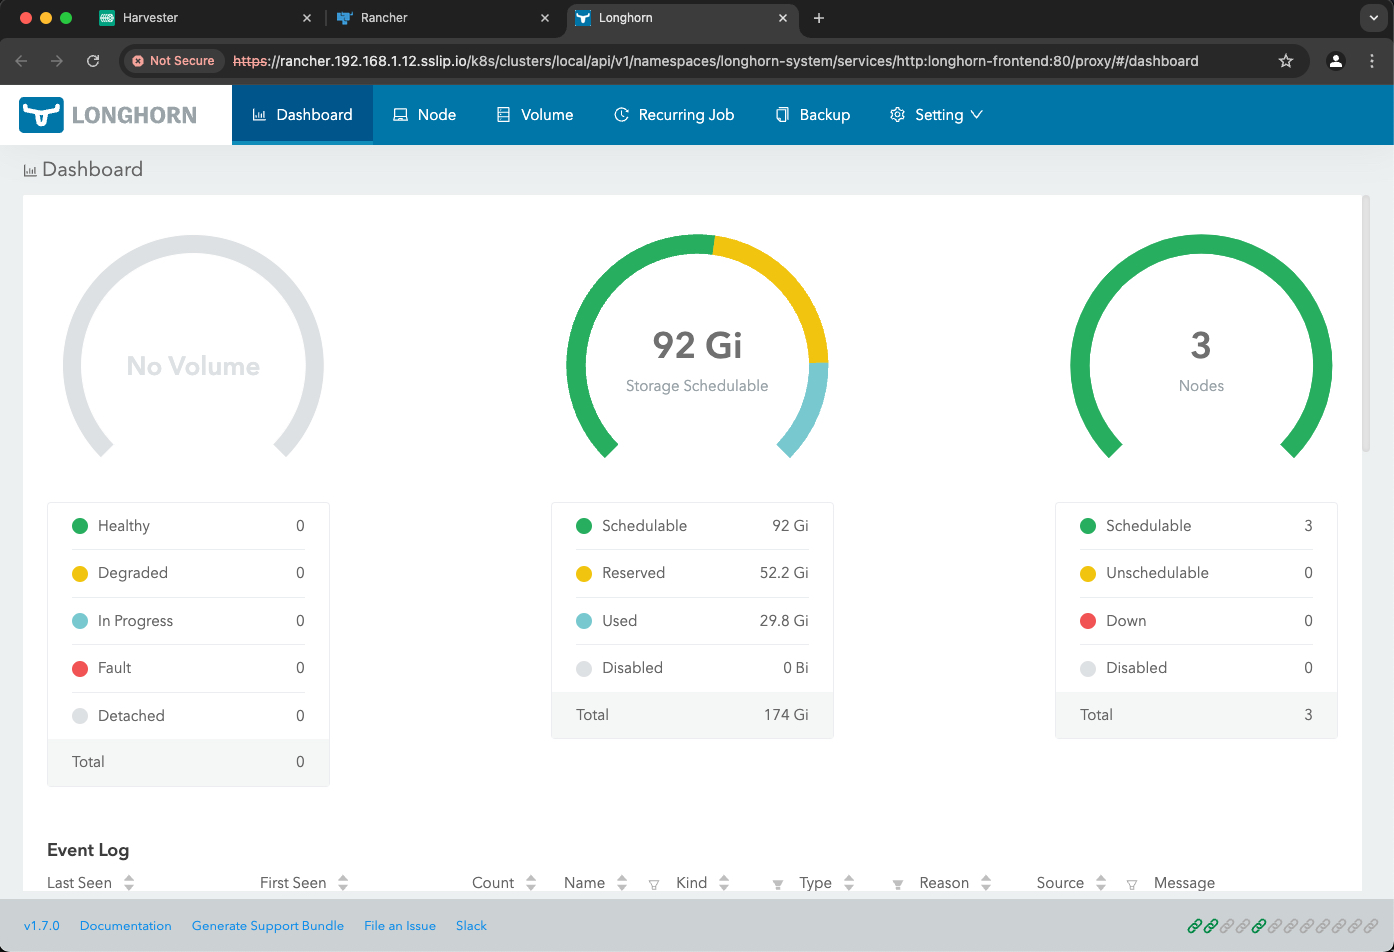 Harvester
Rancher
Longhorn
Not Secure https://rancher.192.168.1.12.sslip.io/k8s/clusters/local/api/v1/namespaces/longhorn-system/services/http:longhorn-frontend:80/proxy/#/dashboard
LONGHORN Dashboard Node Volume Recurring Job Backup Setting
Dashboard
No Volume
92 Gi
Storage Schedulable
3
Nodes
Healthy 0
Degraded 0
In Progress 0
Fault 0
Detached 0
Total 0
Schedulable 92 Gi
Reserved 52.2 Gi
Used 29.8 Gi
Disabled 0 Bi
Total 174 Gi
Schedulable 3
Unschedulable 0
Down 0
Disabled 0
Total 3
Event Log
Last Seen First Seen Count Name Kind Type Reason Source Message
v1.7.0 Documentation Generate Support Bundle File an Issue Slack